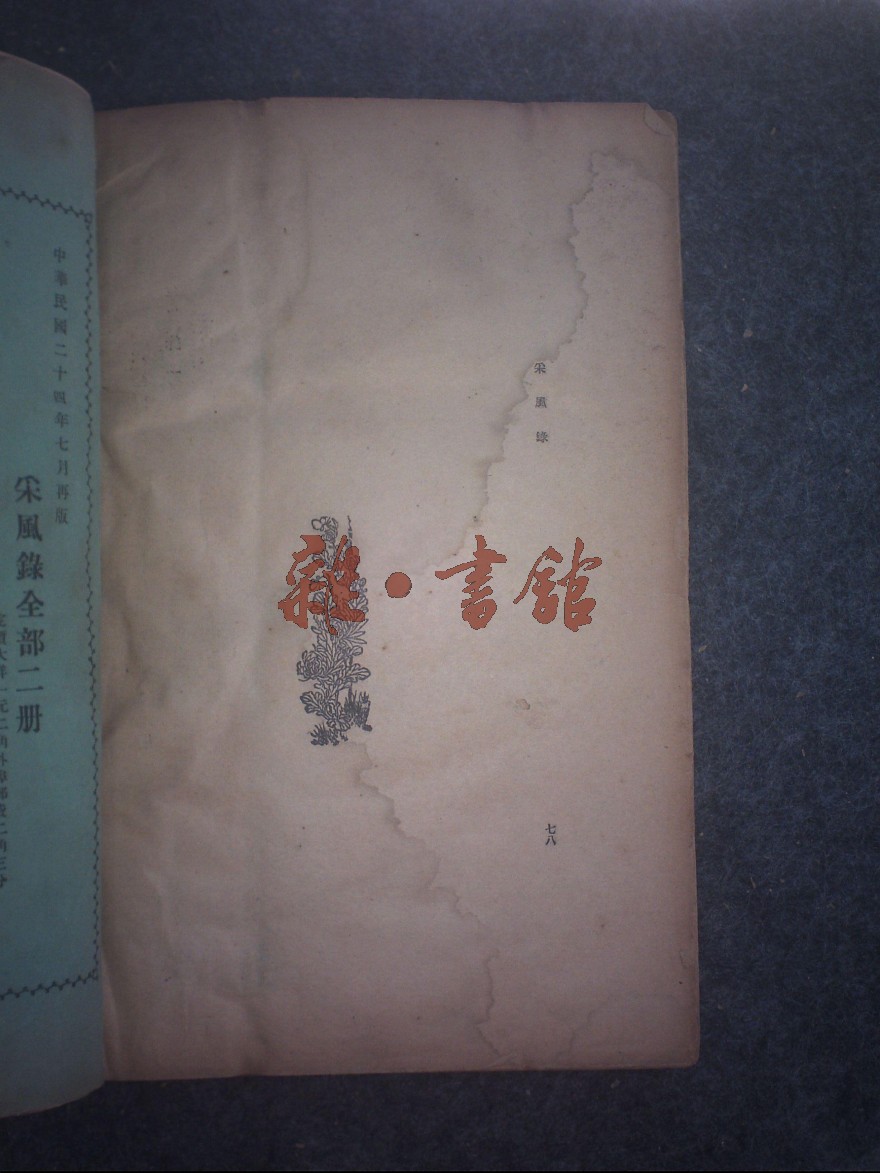 采風錄
七八
雜·書館
中華民國二十四年七月再版
采風錄全部二册